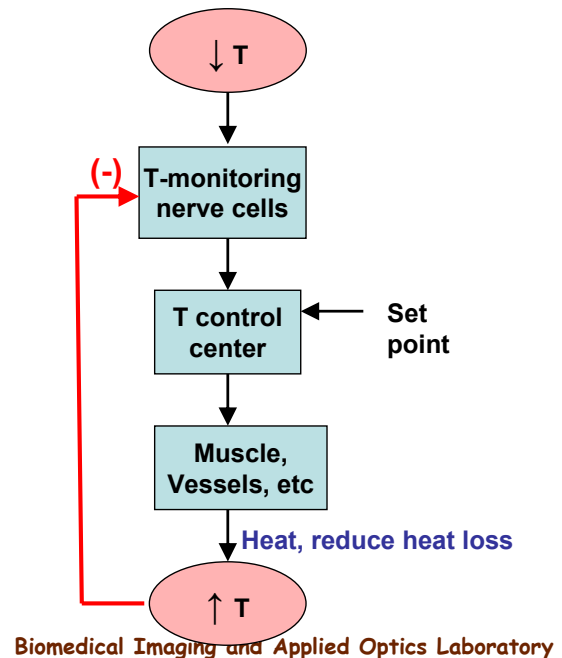 ↓ T
(-)
T-monitoring
nerve cells
T control
center
Set
point
Muscle,
Vessels, etc
Heat, reduce heat loss
↑ T
Biomedical Imaging and Applied Optics Laboratory